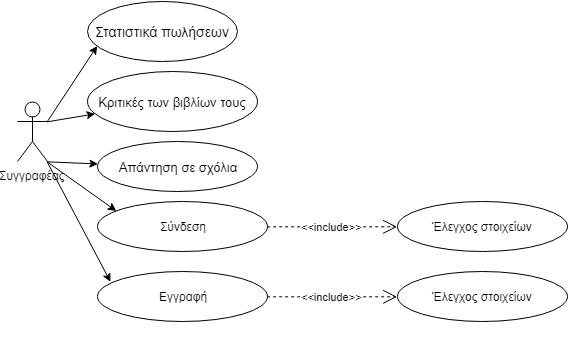 Στατιστικά πωλήσεων
Κριτικές των βιβλίων τους
Απάντηση σε σχόλια
Συγγραφέας
Σύνδεση
<<include>>
Έλεγχος στοιχείων
Εγγραφή
<<include>>
Έλεγχος στοιχείων